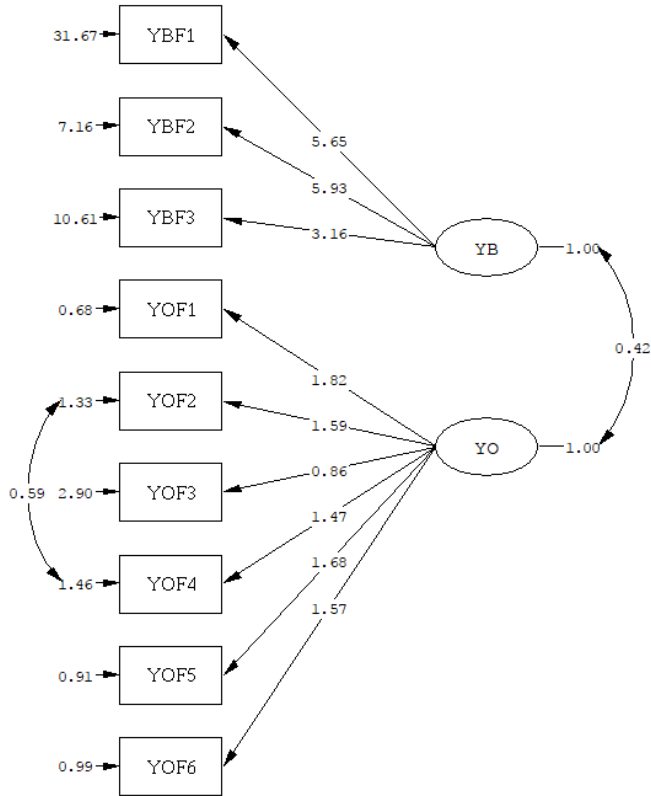 31.67 YBF1
5.65
7.16 YBF2
5.93
10.61 YBF3
3.16
YB 1.00
0.68 YOF1
0.42
1.82
1.33 YOF2
1.59
YO 1.00
0.86
0.59 2.90 YOF3
1.47
1.68
1.46 YOF4
1.57
0.91 YOF5
0.99 YOF6